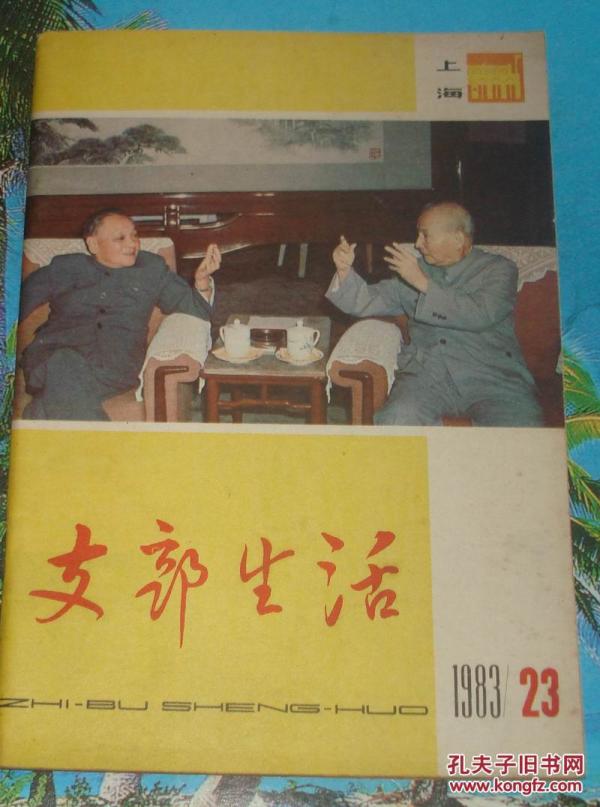 上
海
支部生活
ZHI-BU SHENG-HUO
1983/23
孔夫子旧书网
www.kongfz.com